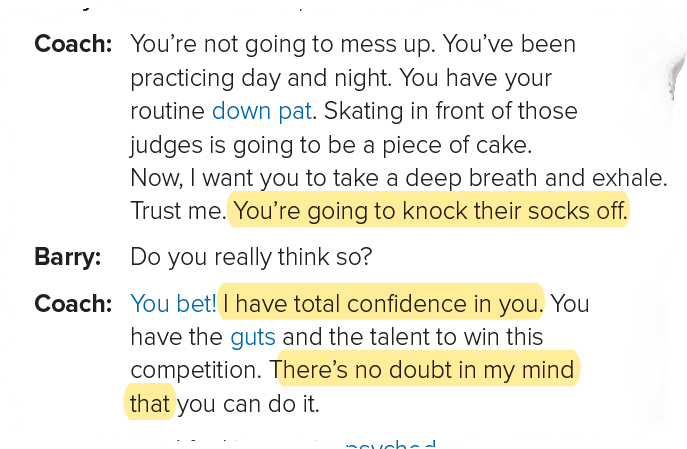 Coach: You're not going to mess up. You've been
practicing day and night. You have your
routine down pat. Skating in front of those
judges is going to be a piece of cake.
Now, I want you to take a deep breath and exhale.
Trust me. You're going to knock their socks off.
Barry: Do you really think so?
Coach: You bet! I have total confidence in you. You
have the guts and the talent to win this
competition. There's no doubt in my mind
that you can do it.
psyched